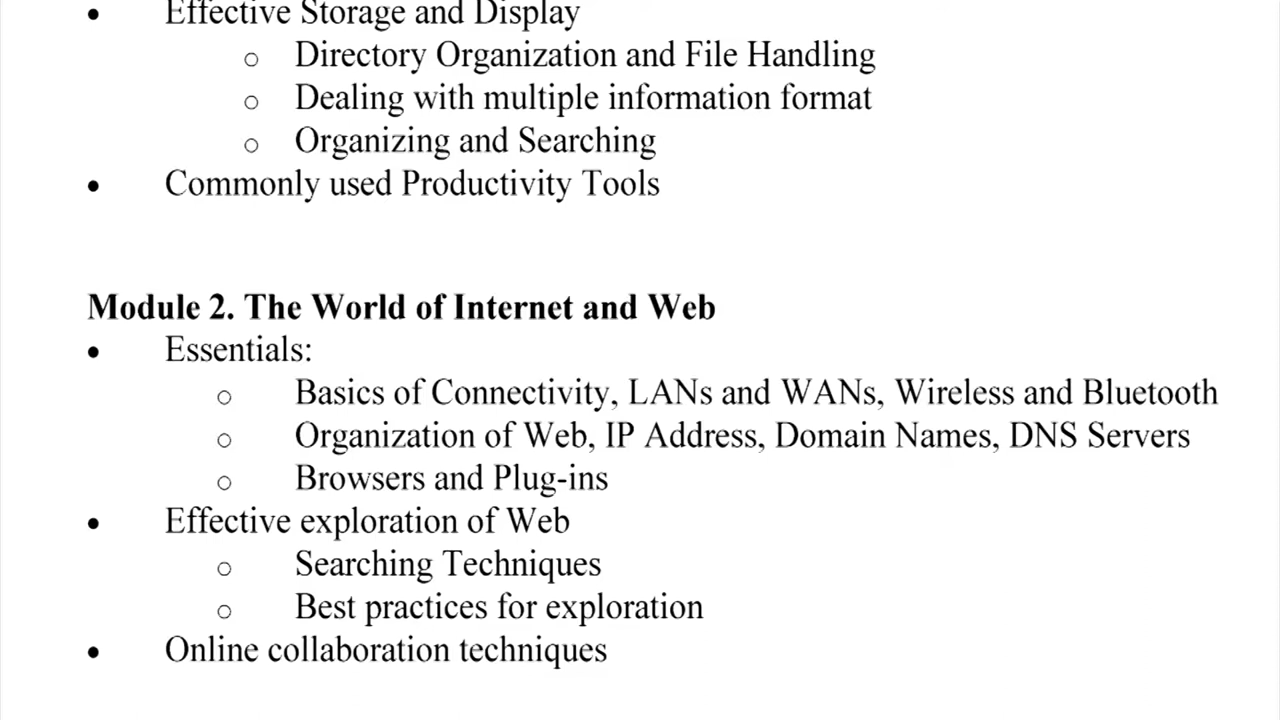 • Effective Storage and Display
o Directory Organization and File Handling
o Dealing with multiple information format
o Organizing and Searching
• Commonly used Productivity Tools
Module 2. The World of Internet and Web
• Essentials:
o Basics of Connectivity, LANs and WANs, Wireless and Bluetooth
o Organization of Web, IP Address, Domain Names, DNS Servers
o Browsers and Plug-ins
• Effective exploration of Web
o Searching Techniques
o Best practices for exploration
• Online collaboration techniques